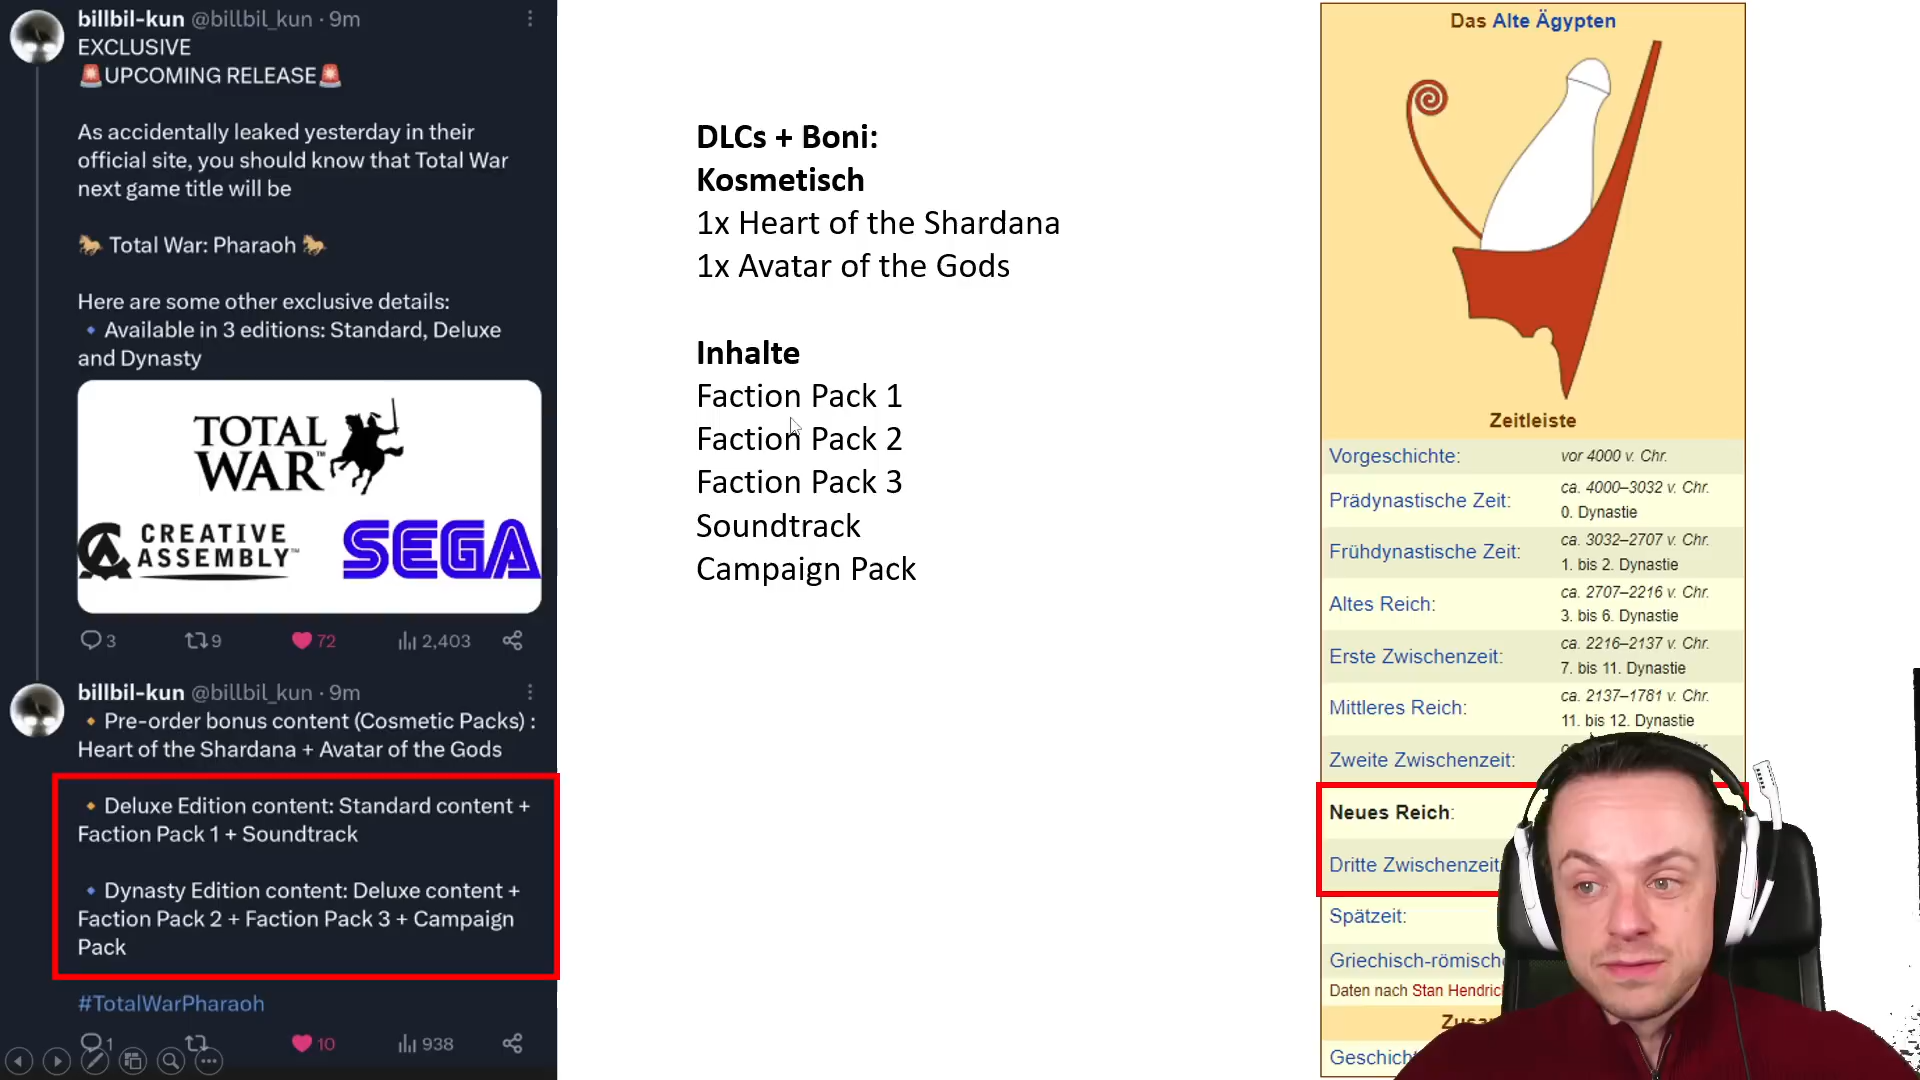 billbil-kun @billbil_kun · 9m
EXCLUSIVE
🚨UPCOMING RELEASE🚨
As accidentally leaked yesterday in their
official site, you should know that Total War
next game title will be
🐎 Total War: Pharaoh 🐎
Here are some other exclusive details:
🔹Available in 3 editions: Standard, Deluxe
and Dynasty
TOTAL
WAR™
CREATIVE
ASSEMBLY™
SEGA
3 9 72 2,403
billbil-kun @billbil_kun · 9m
🔸Pre-order bonus content (Cosmetic Packs) :
Heart of the Shardana + Avatar of the Gods
🔸Deluxe Edition content: Standard content +
Faction Pack 1 + Soundtrack
🔹Dynasty Edition content: Deluxe content +
Faction Pack 2 + Faction Pack 3 + Campaign
Pack
#TotalWarPharaoh
1 10 938
DLCs + Boni:
Kosmetisch
1x Heart of the Shardana
1x Avatar of the Gods
Inhalte
Faction Pack 1
Faction Pack 2
Faction Pack 3
Soundtrack
Campaign Pack
Das Alte Ägypten
Zeitleiste
Vorgeschichte: vor 4000 v. Chr.
Prädynastische Zeit: ca. 4000–3032 v. Chr.
0. Dynastie
Frühdynastische Zeit: ca. 3032–2707 v. Chr.
1. bis 2. Dynastie
Altes Reich: ca. 2707–2216 v. Chr.
3. bis 6. Dynastie
Erste Zwischenzeit: ca. 2216–2137 v. Chr.
7. bis 11. Dynastie
Mittleres Reich: ca. 2137–1781 v. Chr.
11. bis 12. Dynastie
Zweite Zwischenzeit:
Neues Reich:
Dritte Zwischenzeit
Spätzeit:
Griechisch-römische
Daten nach Stan Hendric
Geschicht